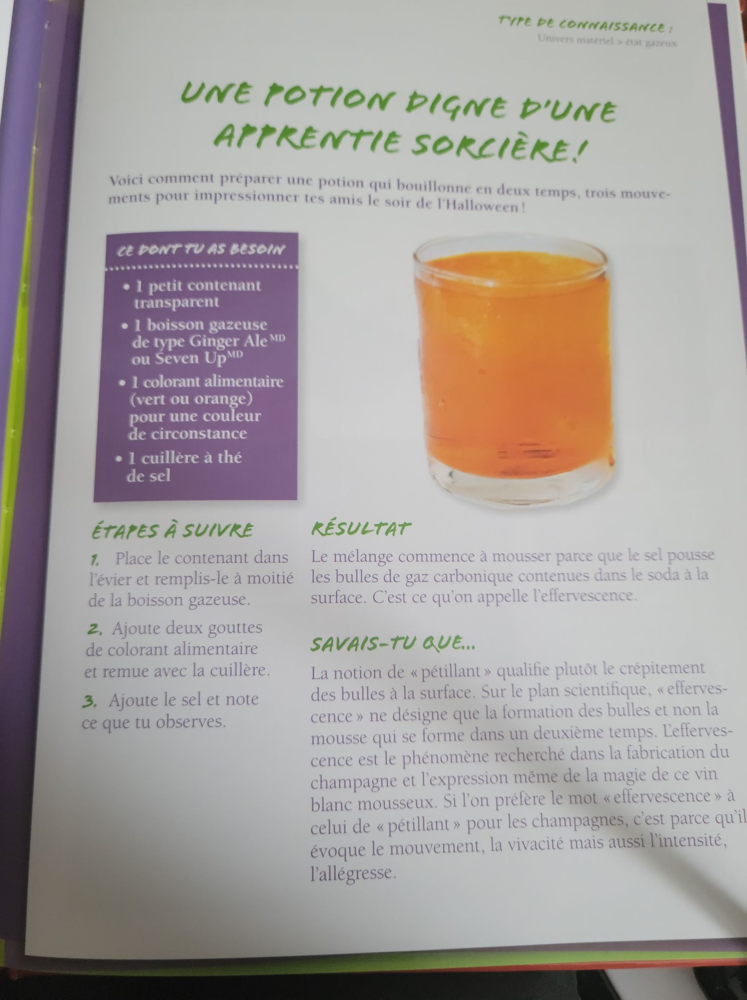 TYPE DE CONNAISSANCE :
Univers matériel > état gazeux
UNE POTION DIGNE D'UNE
APPRENTIE SORCIÈRE !
Voici comment préparer une potion qui bouillonne en deux temps, trois mouve-
ments pour impressionner tes amis le soir de l'Halloween !
CE DONT TU AS BESOIN
• 1 petit contenant
transparent
• 1 boisson gazeuse
de type Ginger Ale MD
ou Seven Up MD
• 1 colorant alimentaire
(vert ou orange)
pour une couleur
de circonstance
• 1 cuillère à thé
de sel
ÉTAPES À SUIVRE
1. Place le contenant dans
l'évier et remplis-le à moitié
de la boisson gazeuse.
2. Ajoute deux gouttes
de colorant alimentaire
et remue avec la cuillère.
3. Ajoute le sel et note
ce que tu observes.
RÉSULTAT
Le mélange commence à mousser parce que le sel pousse
les bulles de gaz carbonique contenues dans le soda à la
surface. C'est ce qu'on appelle l'effervescence.
SAVAIS-TU QUE...
La notion de « pétillant » qualifie plutôt le crépitement
des bulles à la surface. Sur le plan scientifique, « efferves-
cence » ne désigne que la formation des bulles et non la
mousse qui se forme dans un deuxième temps. L'efferves-
cence est le phénomène recherché dans la fabrication du
champagne et l'expression même de la magie de ce vin
blanc mousseux. Si l'on préfère le mot « effervescence » à
celui de « pétillant » pour les champagnes, c'est parce qu'il
évoque le mouvement, la vivacité mais aussi l'intensité,
l'allégresse.